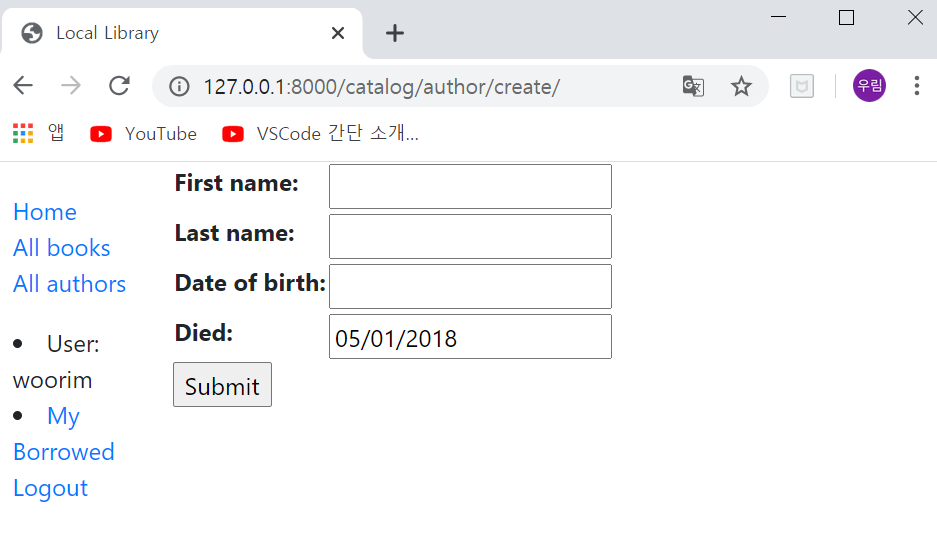 Local Library
127.0.0.1:8000/catalog/author/create/
우림
앱 YouTube VSCode 간단 소개...
Home
All books
All authors
User:
woorim
My
Borrowed
Logout
First name:
Last name:
Date of birth:
Died: 05/01/2018
Submit